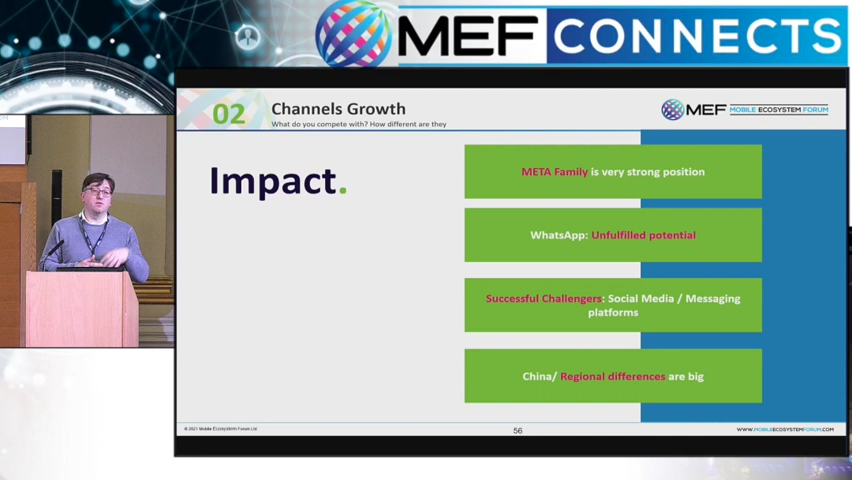 MEF CONNECTS
02
Channels Growth
What do you compete with? How different are they
MEF MOBILE ECOSYSTEM FORUM
Impact.
META Family is very strong position
WhatsApp: Unfulfilled potential
Successful Challengers: Social Media / Messaging
platforms
China/ Regional differences are big
© 2021 Mobile Ecosystem Forum Ltd
56
WWW.MOBILEECOSYSTEMFORUM.COM